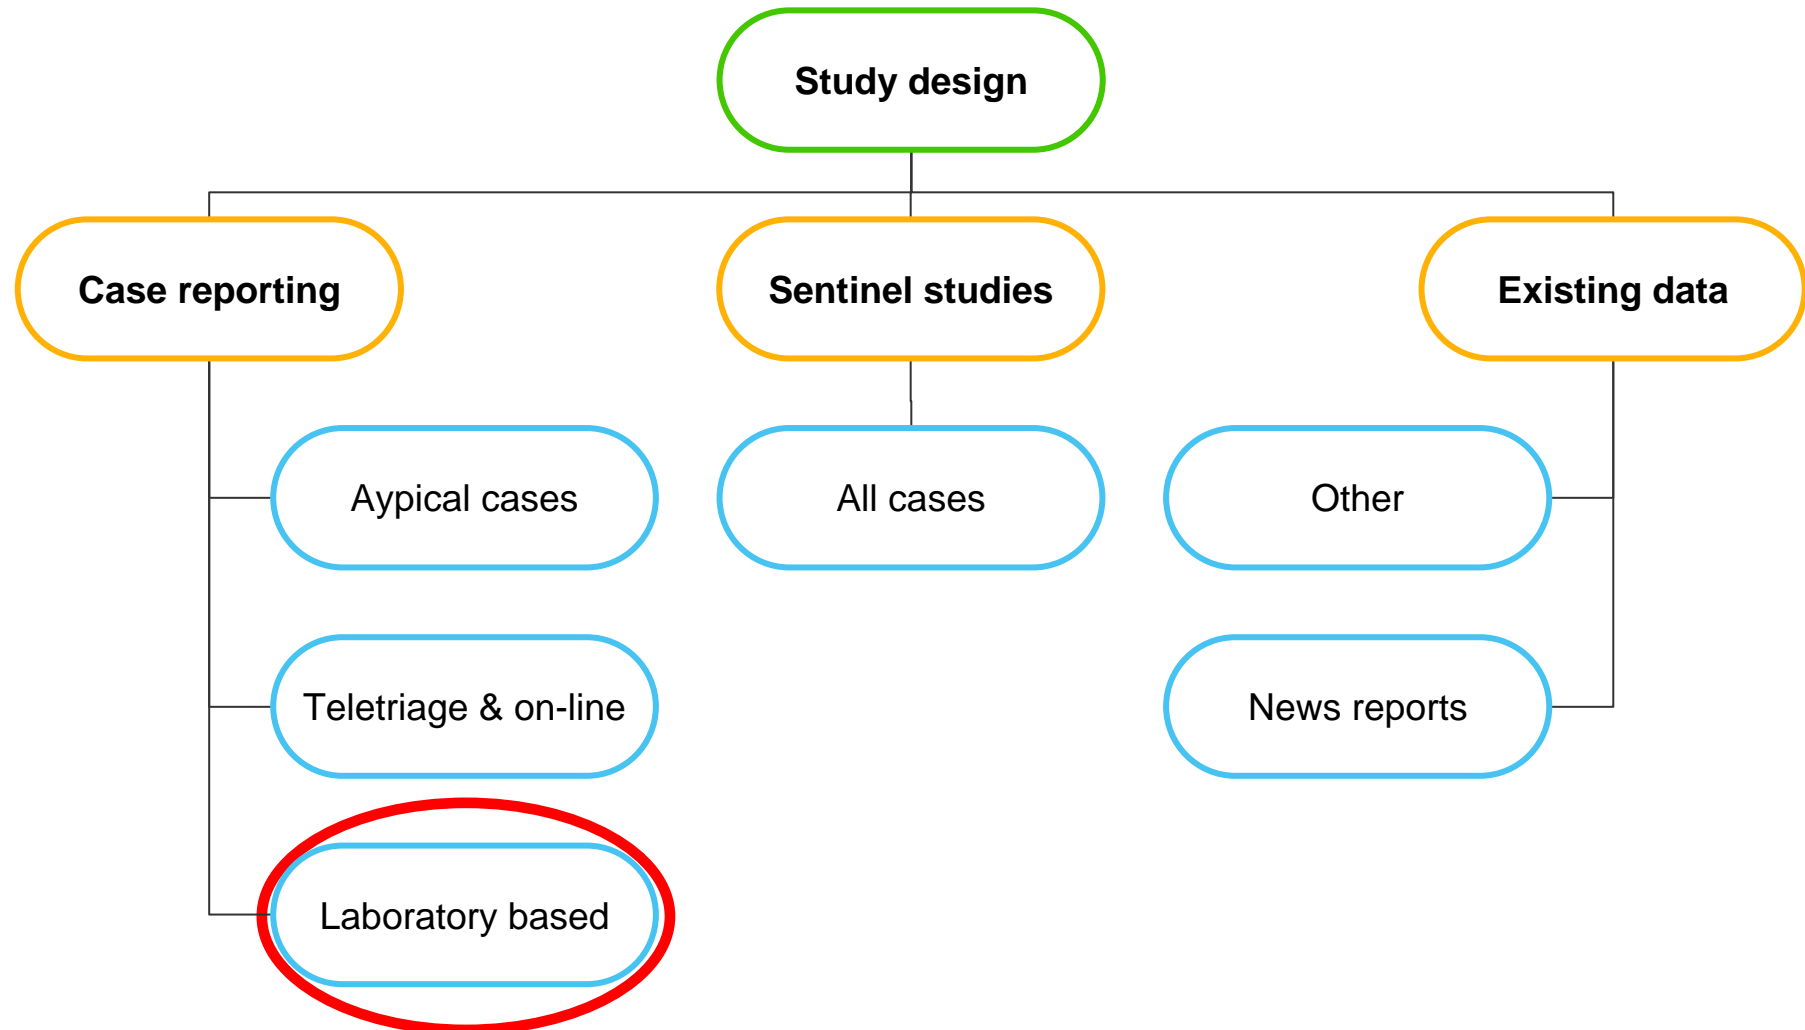 Study design
Case reporting
Sentinel studies
Existing data
Aypical cases
All cases
Other
Teletriage & on-line
News reports
Laboratory based